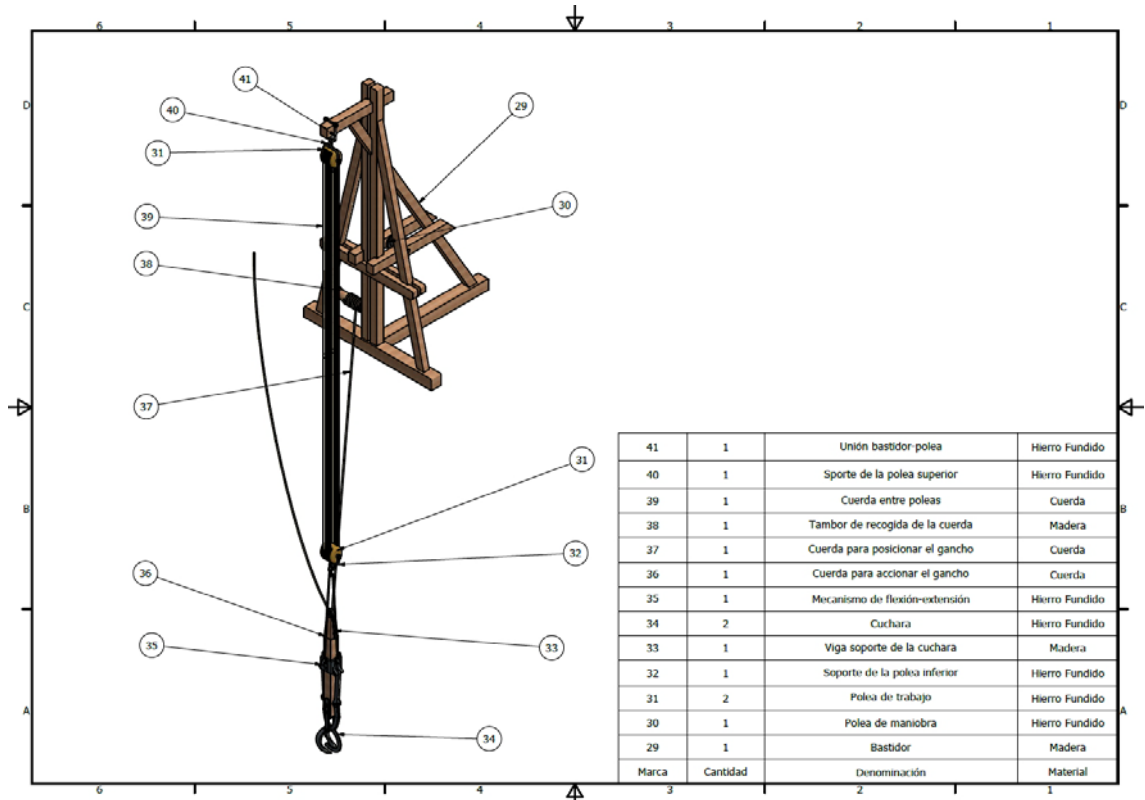 6 5 4 3 2 1
D D
41
40
29
31
30
39
38
C C
37
31
B B
32
36
35
33
34
A A
41 1 Unión bastidor-polea Hierro Fundido
40 1 Sporte de la polea superior Hierro Fundido
39 1 Cuerda entre poleas Cuerda
38 1 Tambor de recogida de la cuerda Madera
37 1 Cuerda para posicionar el gancho Cuerda
36 1 Cuerda para accionar el gancho Cuerda
35 1 Mecanismo de flexión-extensión Hierro Fundido
34 2 Cuchara Hierro Fundido
33 1 Viga soporte de la cuchara Madera
32 1 Soporte de la polea inferior Hierro Fundido
31 2 Polea de trabajo Hierro Fundido
30 1 Polea de maniobra Hierro Fundido
29 1 Bastidor Madera
Marca Cantidad Denominación Material
6 5 4 3 2 1